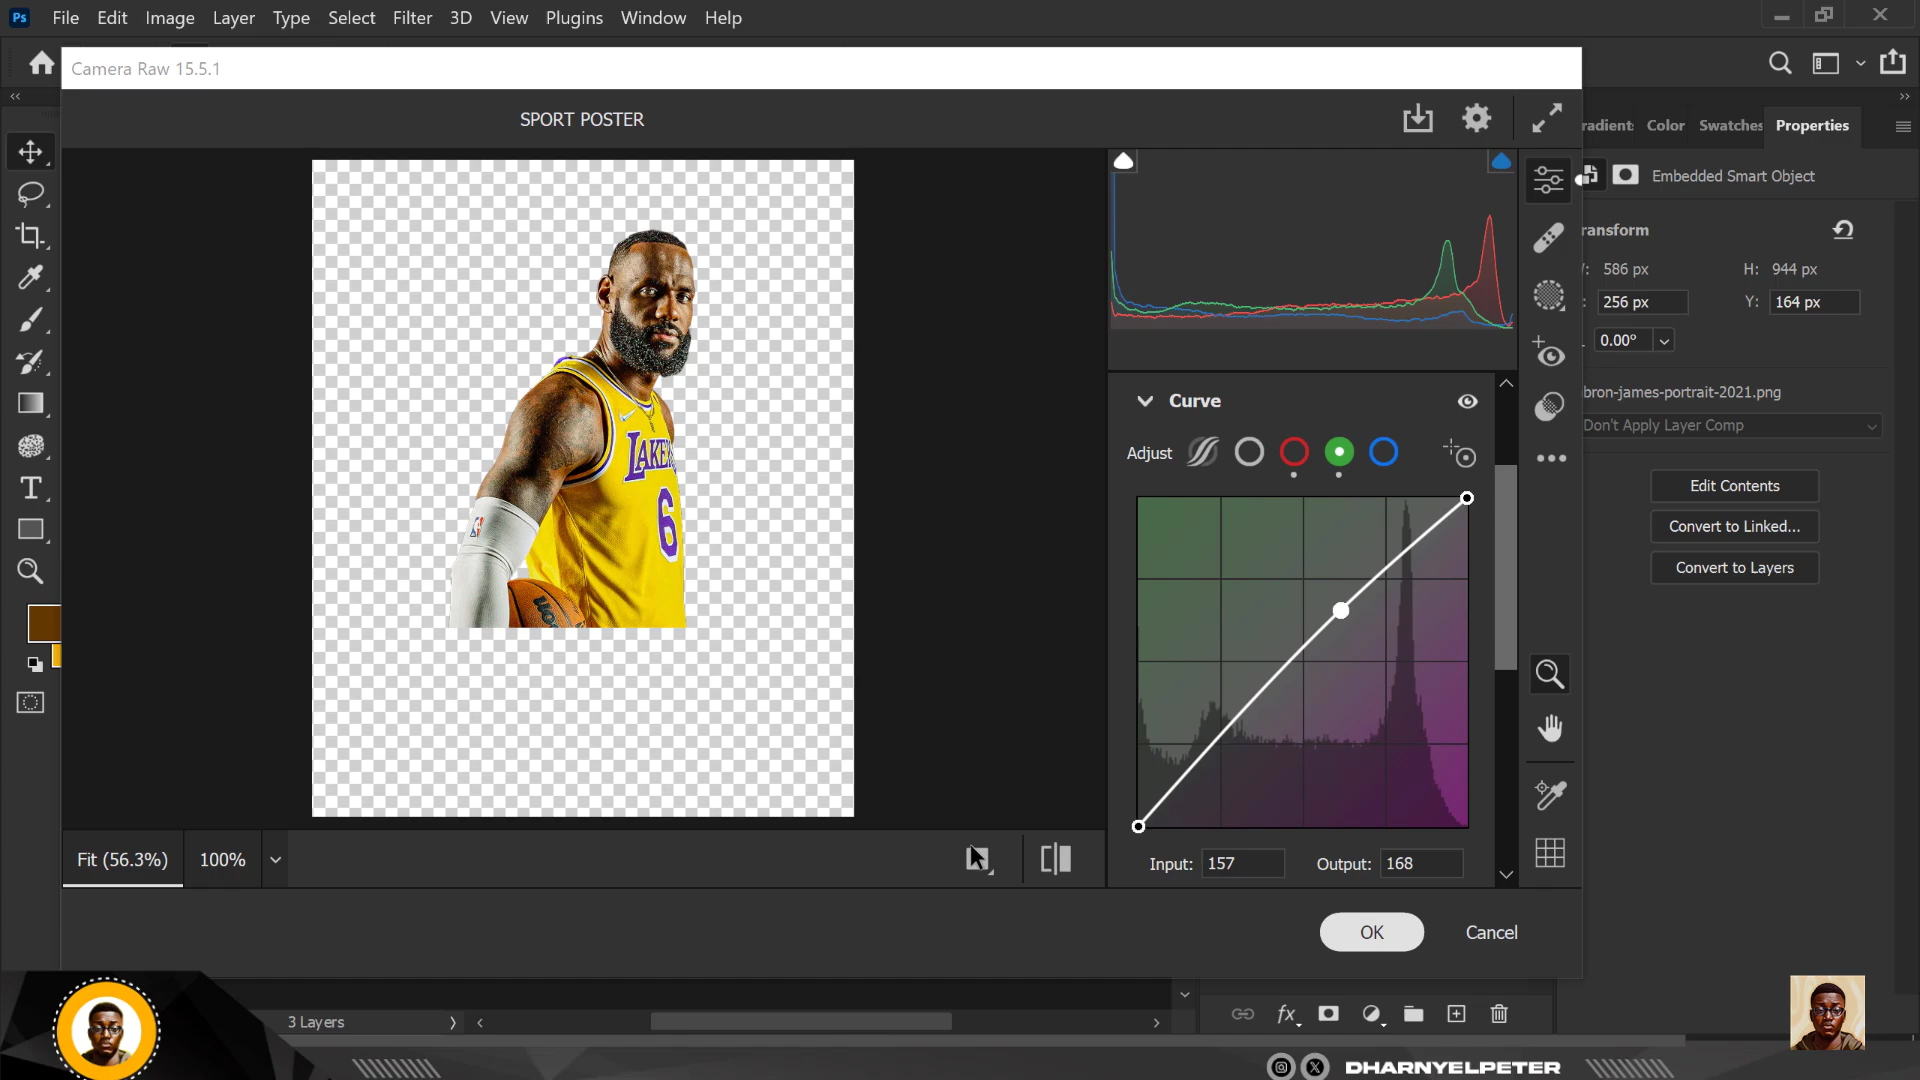 Ps File Edit Image Layer Type Select Filter 3D View Plugins Window Help
Camera Raw 15.5.1
SPORT POSTER
radient: Color Swatches Properties
Embedded Smart Object
ransform
586 px H: 944 px
256 px Y: 164 px
0.00°
bron-james-portrait-2021.png
Don't Apply Layer Comp
Edit Contents
Convert to Linked...
Convert to Layers
Curve
Adjust
Input: 157 Output: 168
LAKE
6
Fit (56.3%) 100%
OK Cancel
3 Layers
fx
DHARNYELPETER